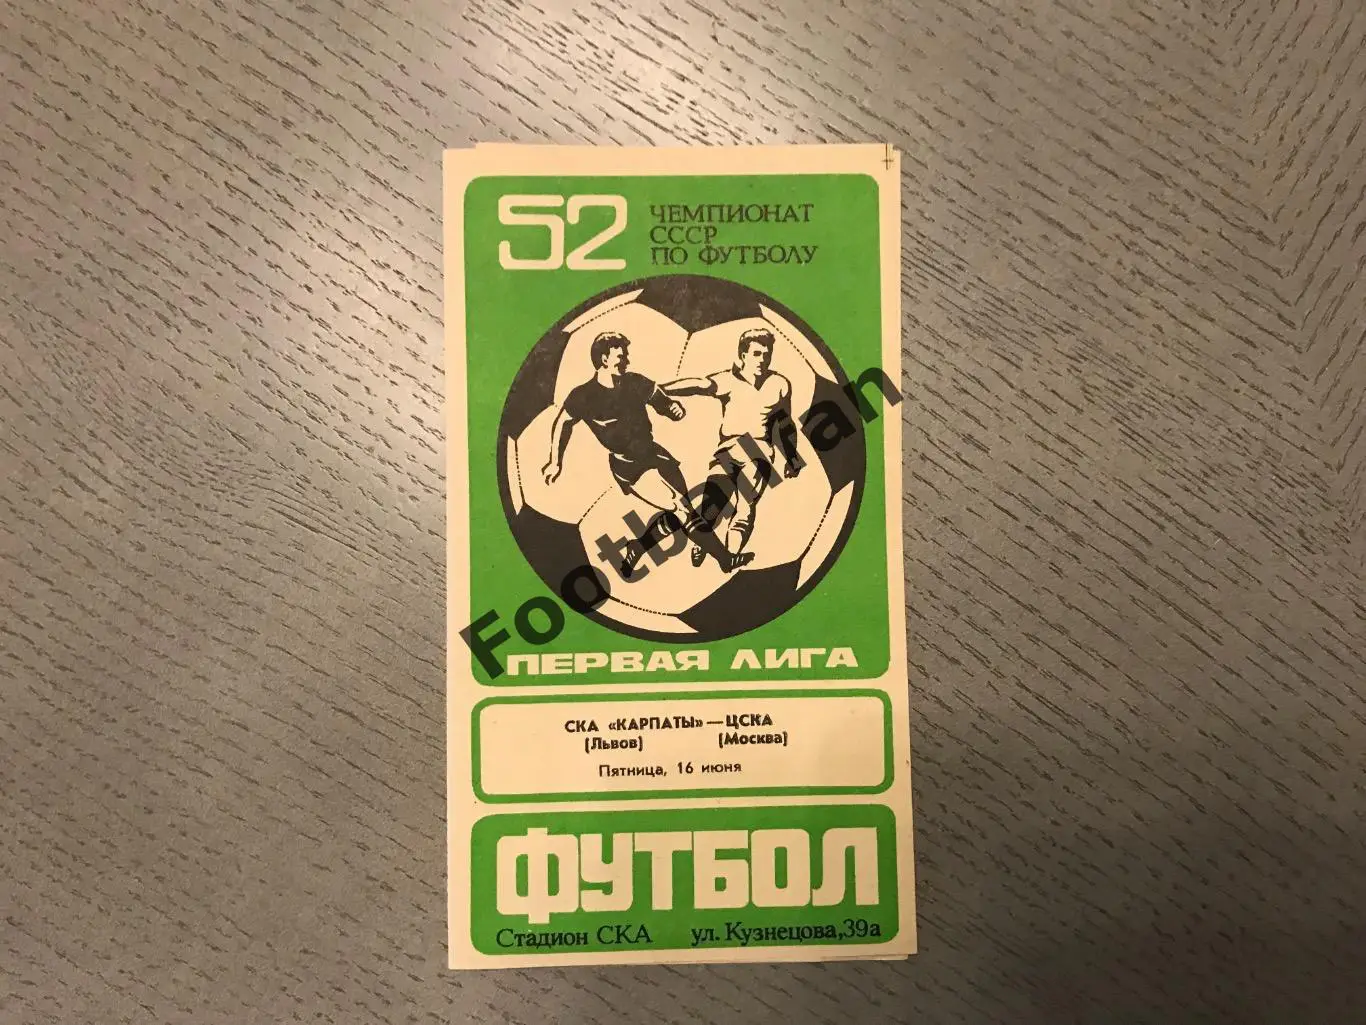 52 ЧЕМПИОНАТ
СССР
ПО ФУТБОЛУ
Footballfan
ПЕРВАЯ ЛИГА
СКА «КАРПАТЫ» — ЦСКА
(Львов) (Москва)
Пятница, 16 июня
ФУТБОЛ
Стадион СКА ул. Кузнецова, 39а